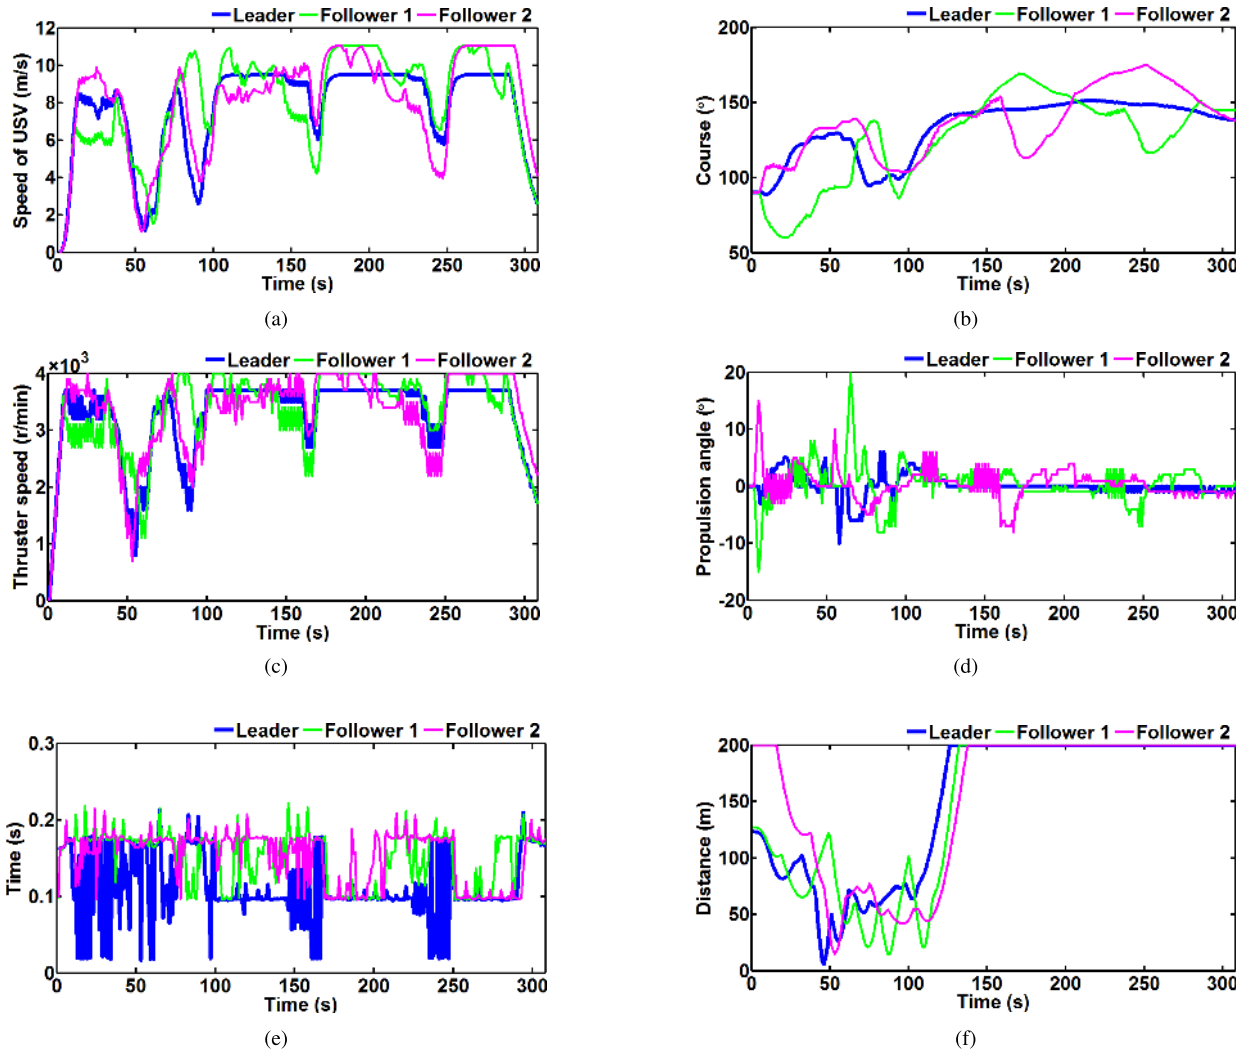 Leader Follower 1 Follower 2
Speed of USV (m/s)
12
10
8
6
4
2
0
0 50 100 150 200 250 300
Time (s)
(a)
Leader Follower 1 Follower 2
Course (°)
200
150
100
50
0 50 100 150 200 250 300
Time (s)
(b)
Leader Follower 1 Follower 2
×10³
Thruster speed (r/min)
4
3
2
1
0
0 50 100 150 200 250 300
Time (s)
(c)
Leader Follower 1 Follower 2
Propulsion angle (°)
20
10
0
-10
-20
0 50 100 150 200 250 300
Time (s)
(d)
Leader Follower 1 Follower 2
Time (s)
0.3
0.2
0.1
0
0 50 100 150 200 250 300
Time (s)
(e)
Leader Follower 1 Follower 2
Distance (m)
200
150
100
50
0
0 50 100 150 200 250 300
Time (s)
(f)